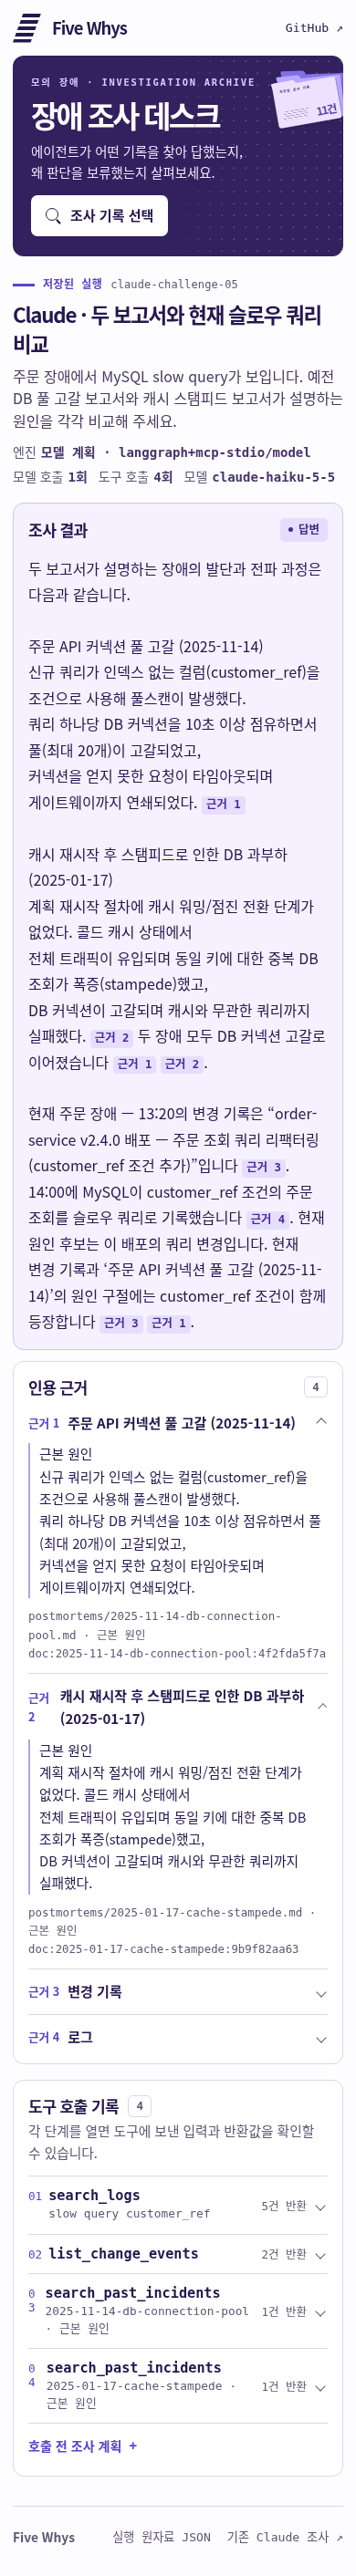 Five Whys
GitHub ↗
모의 장애 · INVESTIGATION ARCHIVE
장애 조사 데스크
11건
에이전트가 어떤 기록을 찾아 답했는지,
왜 판단을 보류했는지 살펴보세요.
조사 기록 선택
저장된 실행 claude-challenge-05
Claude · 두 보고서와 현재 슬로우 쿼리
비교
주문 장애에서 MySQL slow query가 보입니다. 예전
DB 풀 고갈 보고서와 캐시 스탬피드 보고서가 설명하는
원인을 각각 비교해 주세요.
엔진 모델 계획 · langgraph+mcp-stdio/model
모델 호출 1회 도구 호출 4회 모델 claude-haiku-5-5
조사 결과
• 답변
두 보고서가 설명하는 장애의 발단과 전파 과정은
다음과 같습니다.
주문 API 커넥션 풀 고갈 (2025-11-14)
신규 쿼리가 인덱스 없는 컬럼(customer_ref)을
조건으로 사용해 풀스캔이 발생했다.
쿼리 하나당 DB 커넥션을 10초 이상 점유하면서
풀(최대 20개)이 고갈되었고,
커넥션을 얻지 못한 요청이 타임아웃되며
게이트웨이까지 연쇄되었다. 근거 1
캐시 재시작 후 스탬피드로 인한 DB 과부하
(2025-01-17)
계획 재시작 절차에 캐시 워밍/점진 전환 단계가
없었다. 콜드 캐시 상태에서
전체 트래픽이 유입되며 동일 키에 대한 중복 DB
조회가 폭증(stampede)했고,
DB 커넥션이 고갈되며 캐시와 무관한 쿼리까지
실패했다. 근거 2 두 장애 모두 DB 커넥션 고갈로
이어졌습니다 근거 1 근거 2.
현재 주문 장애 — 13:20의 변경 기록은 “order-
service v2.4.0 배포 — 주문 조회 쿼리 리팩터링
(customer_ref 조건 추가)”입니다 근거 3.
14:00에 MySQL이 customer_ref 조건의 주문
조회를 슬로우 쿼리로 기록했습니다 근거 4. 현재
원인 후보는 이 배포의 쿼리 변경입니다. 현재
변경 기록과 ‘주문 API 커넥션 풀 고갈 (2025-11-
14)’의 원인 구절에는 customer_ref 조건이 함께
등장합니다 근거 3 근거 1.
인용 근거
4
근거 1 주문 API 커넥션 풀 고갈 (2025-11-14)
근본 원인
신규 쿼리가 인덱스 없는 컬럼(customer_ref)을
조건으로 사용해 풀스캔이 발생했다.
쿼리 하나당 DB 커넥션을 10초 이상 점유하면서 풀
(최대 20개)이 고갈되었고,
커넥션을 얻지 못한 요청이 타임아웃되며
게이트웨이까지 연쇄되었다.
postmortems/2025-11-14-db-connection-
pool.md · 근본 원인
doc:2025-11-14-db-connection-pool:4f2fda5f7a
근거
2
캐시 재시작 후 스탬피드로 인한 DB 과부하
(2025-01-17)
근본 원인
계획 재시작 절차에 캐시 워밍/점진 전환 단계가
없었다. 콜드 캐시 상태에서
전체 트래픽이 유입되며 동일 키에 대한 중복 DB
조회가 폭증(stampede)했고,
DB 커넥션이 고갈되며 캐시와 무관한 쿼리까지
실패했다.
postmortems/2025-01-17-cache-stampede.md ·
근본 원인
doc:2025-01-17-cache-stampede:9b9f82aa63
근거 3 변경 기록
근거 4 로그
도구 호출 기록 4
각 단계를 열면 도구에 보낸 입력과 반환값을 확인할
수 있습니다.
01 search_logs
slow query customer_ref
5건 반환
02 list_change_events
2건 반환
0
3
search_past_incidents
2025-11-14-db-connection-pool
· 근본 원인
1건 반환
0
4
search_past_incidents
2025-01-17-cache-stampede ·
근본 원인
1건 반환
호출 전 조사 계획 +
Five Whys
실행 원자료 JSON
기존 Claude 조사 ↗